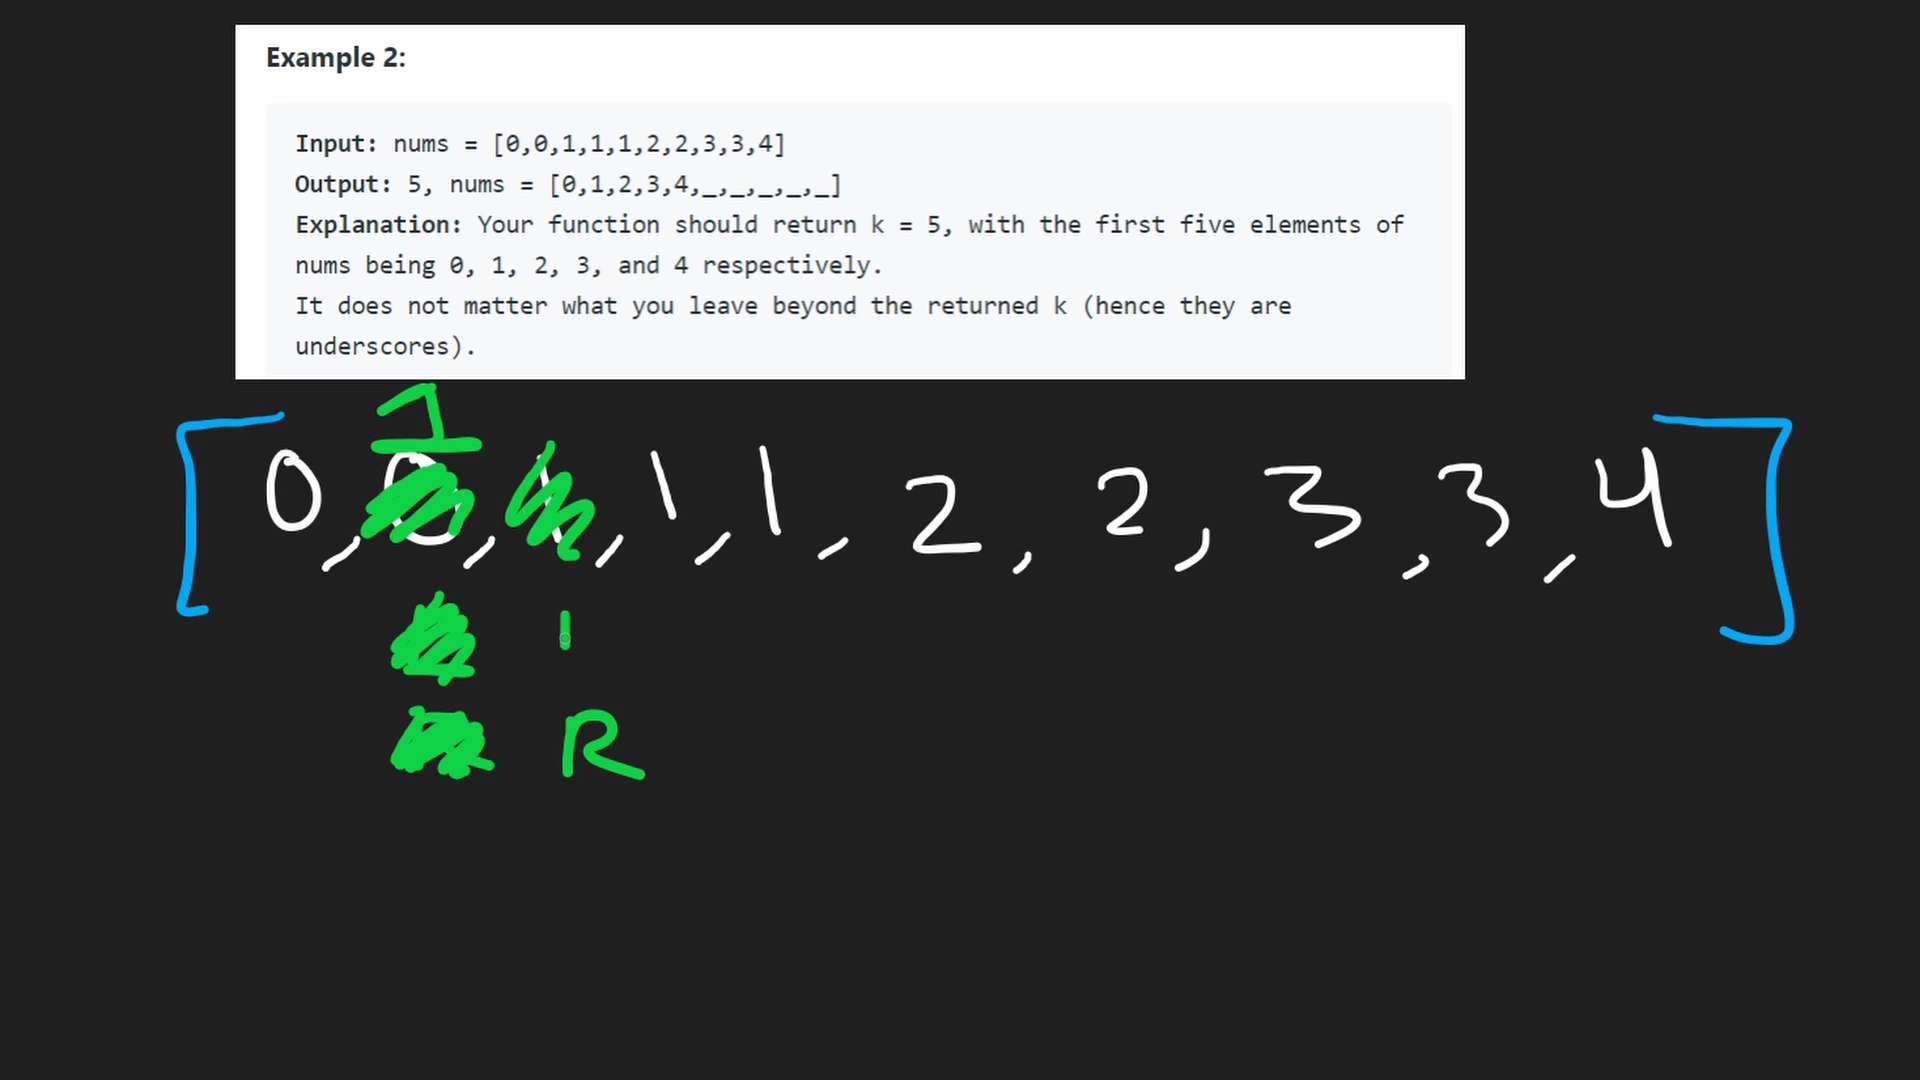 Example 2:
Input: nums = [0,0,1,1,1,2,2,3,3,4]
Output: 5, nums = [0,1,2,3,4,_,_,_,_,_]
Explanation: Your function should return k = 5, with the first five elements of
nums being 0, 1, 2, 3, and 4 respectively.
It does not matter what you leave beyond the returned k (hence they are
underscores).
1
[0, 0, 1, 1, 1, 2, 2, 3, 3, 4]
R